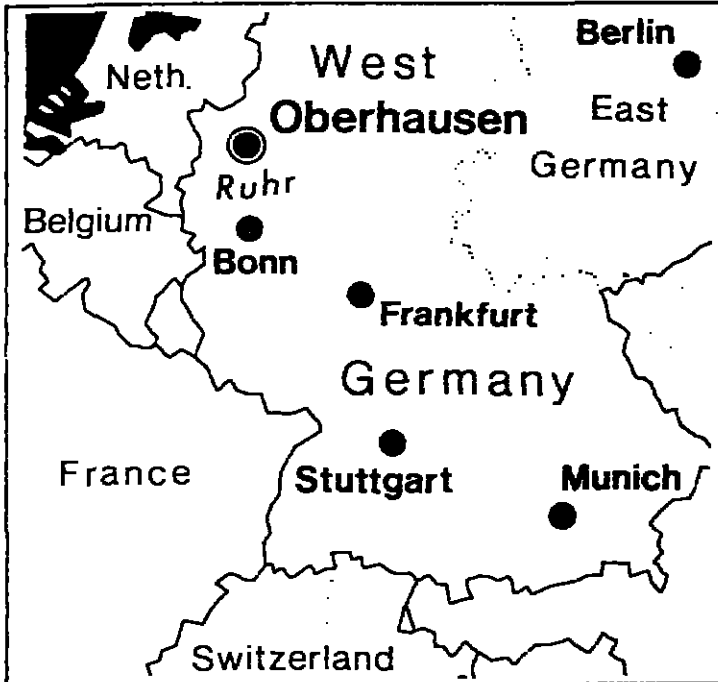 Berlin
Neth.
West
Oberhausen
East
Germany
Ruhr
Belgium
Bonn
Frankfurt
Germany
France
Stuttgart
Munich
Switzerland